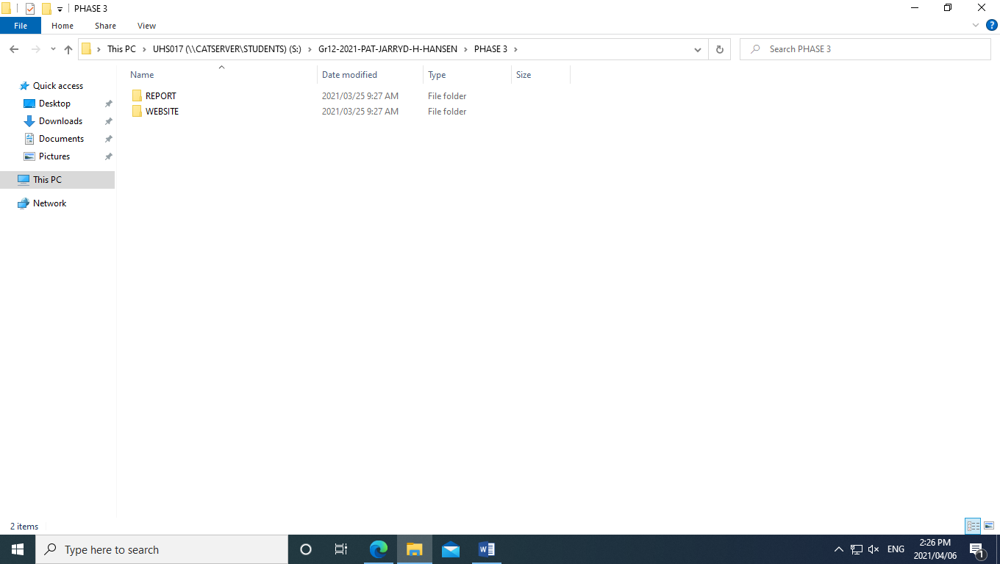 PHASE 3
File Home Share View
This PC UHS017 (\\CATSERVER\STUDENTS) (S:) Gr12-2021-PAT-JARRYD-H-HANSEN PHASE 3 Search PHASE 3
Name Date modified Type Size
Quick access
Desktop
Downloads
Documents
Pictures
This PC
Network
REPORT 2021/03/25 9:27 AM File folder
WEBSITE 2021/03/25 9:27 AM File folder
2 items
Type here to search
ENG
2:26 PM
2021/04/06
1